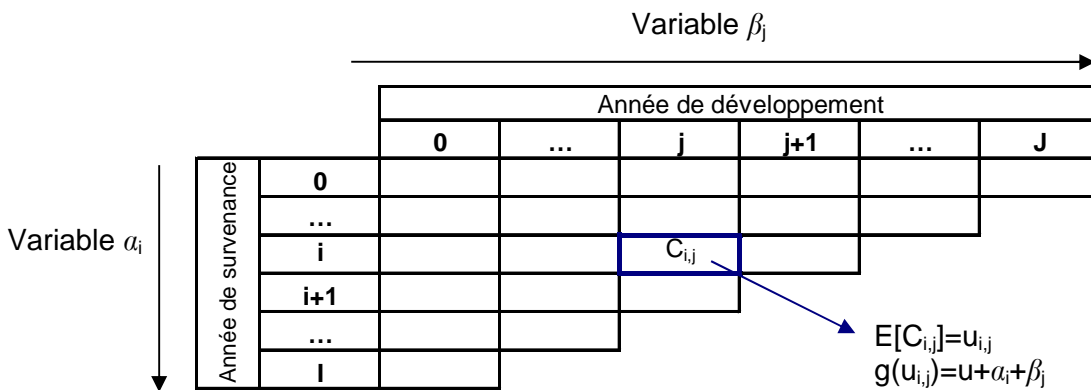 Variable βj
Année de développement
0 … j j+1 … J
Année de survenance
0
…
Variable αi
i Ci,j
i+1
…
I
E[Ci,j]=ui,j
g(ui,j)=u+αi+βj